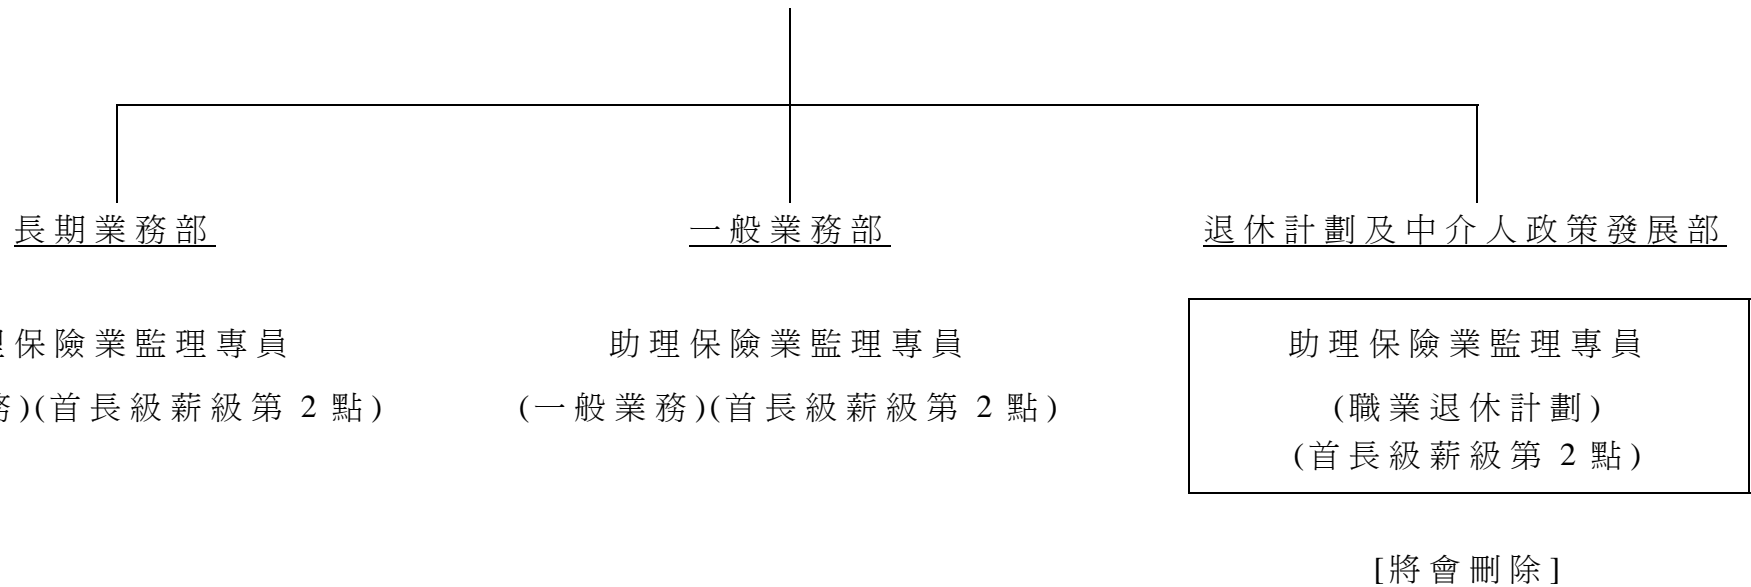 長期業務部
一般業務部
退休計劃及中介人政策發展部
保險業監理專員
助理保險業監理專員
助理保險業監理專員
)(首長級薪級第 2 點)
(一般業務)(首長級薪級第 2 點)
(職業退休計劃)
(首長級薪級第 2 點)
[將會刪除]